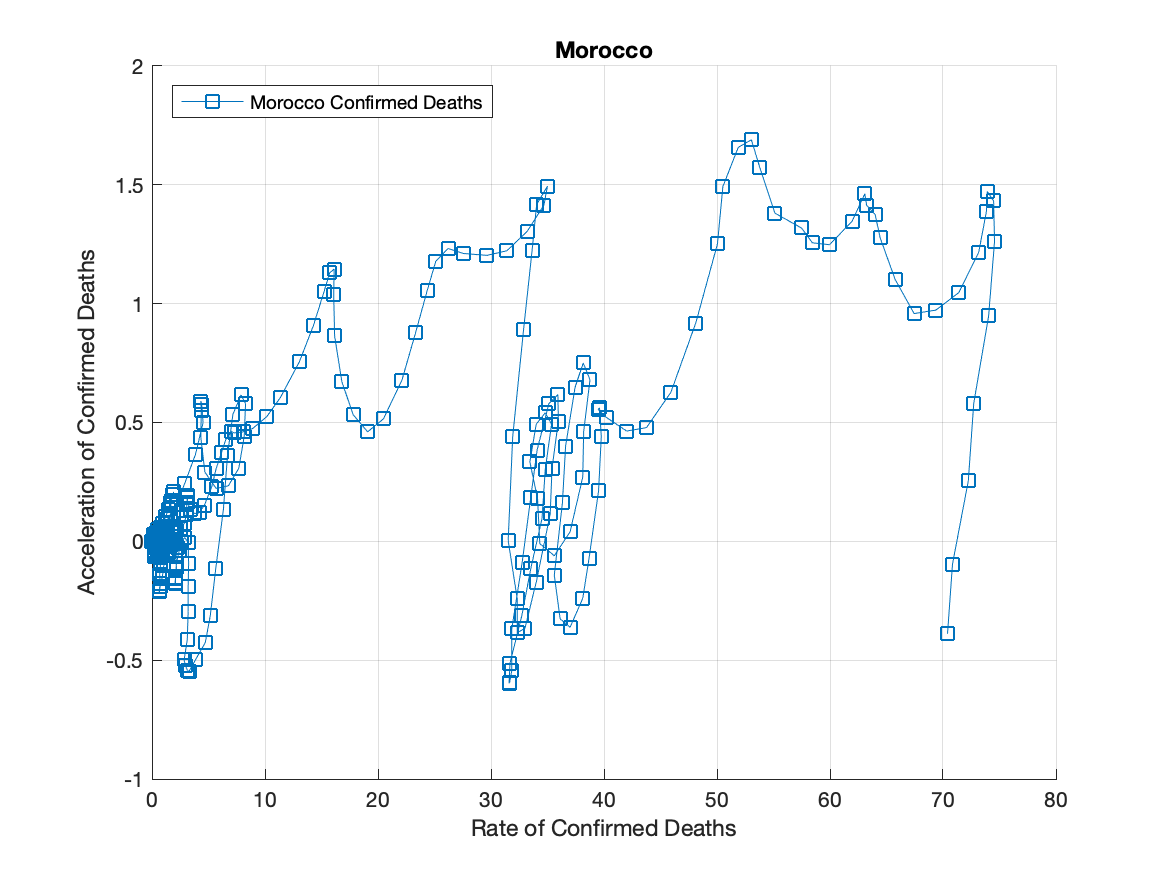 Morocco
Morocco Confirmed Deaths
2
1.5
1
0.5
0
-0.5
-1
Acceleration of Confirmed Deaths
0 10 20 30 40 50 60 70 80
Rate of Confirmed Deaths